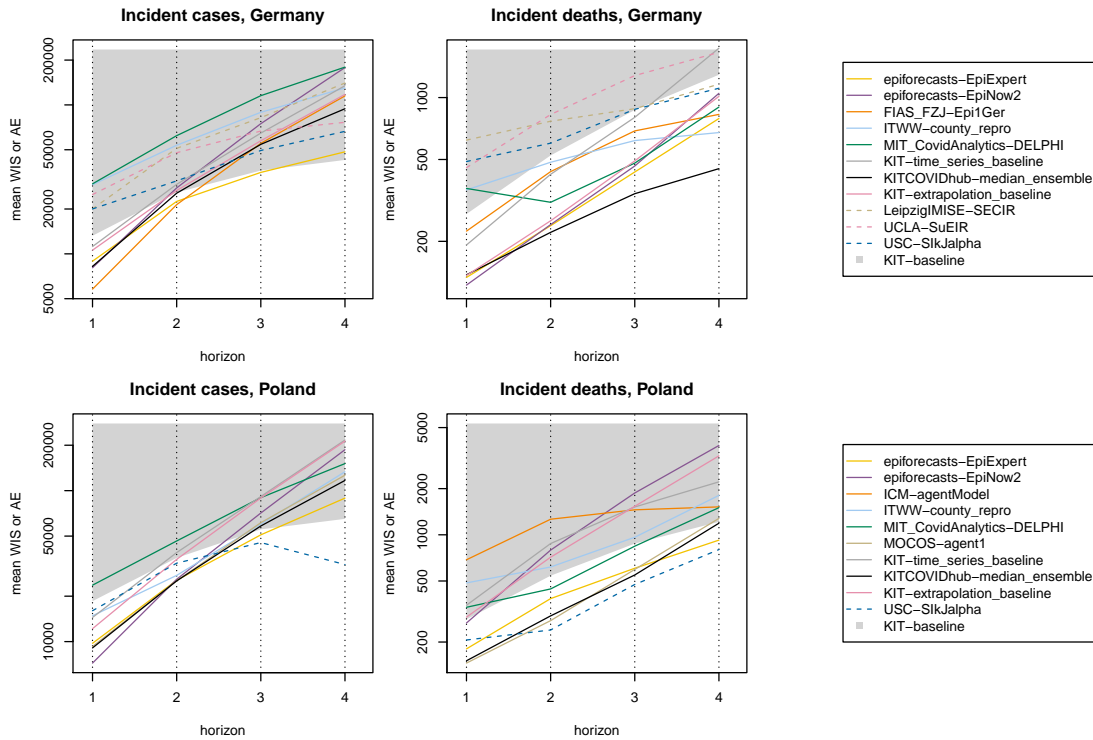 Incident cases, Germany
mean WIS or AE
200000
50000
20000
5000
1 2 3 4
horizon
Incident deaths, Germany
mean WIS or AE
1000
500
200
1 2 3 4
horizon
epiforecasts−EpiExpert
epiforecasts−EpiNow2
FIAS_FZJ−Epi1Ger
ITWW−county_repro
MIT_CovidAnalytics−DELPHI
KIT−time_series_baseline
KITCOVIDhub−median_ensemble
KIT−extrapolation_baseline
LeipzigIMISE−SECIR
UCLA−SuEIR
USC−SIkJalpha
KIT−baseline
Incident cases, Poland
mean WIS or AE
200000
50000
10000
1 2 3 4
horizon
Incident deaths, Poland
mean WIS or AE
5000
2000
1000
500
200
1 2 3 4
horizon
epiforecasts−EpiExpert
epiforecasts−EpiNow2
ICM−agentModel
ITWW−county_repro
MIT_CovidAnalytics−DELPHI
MOCOS−agent1
KIT−time_series_baseline
KITCOVIDhub−median_ensemble
KIT−extrapolation_baseline
USC−SIkJalpha
KIT−baseline